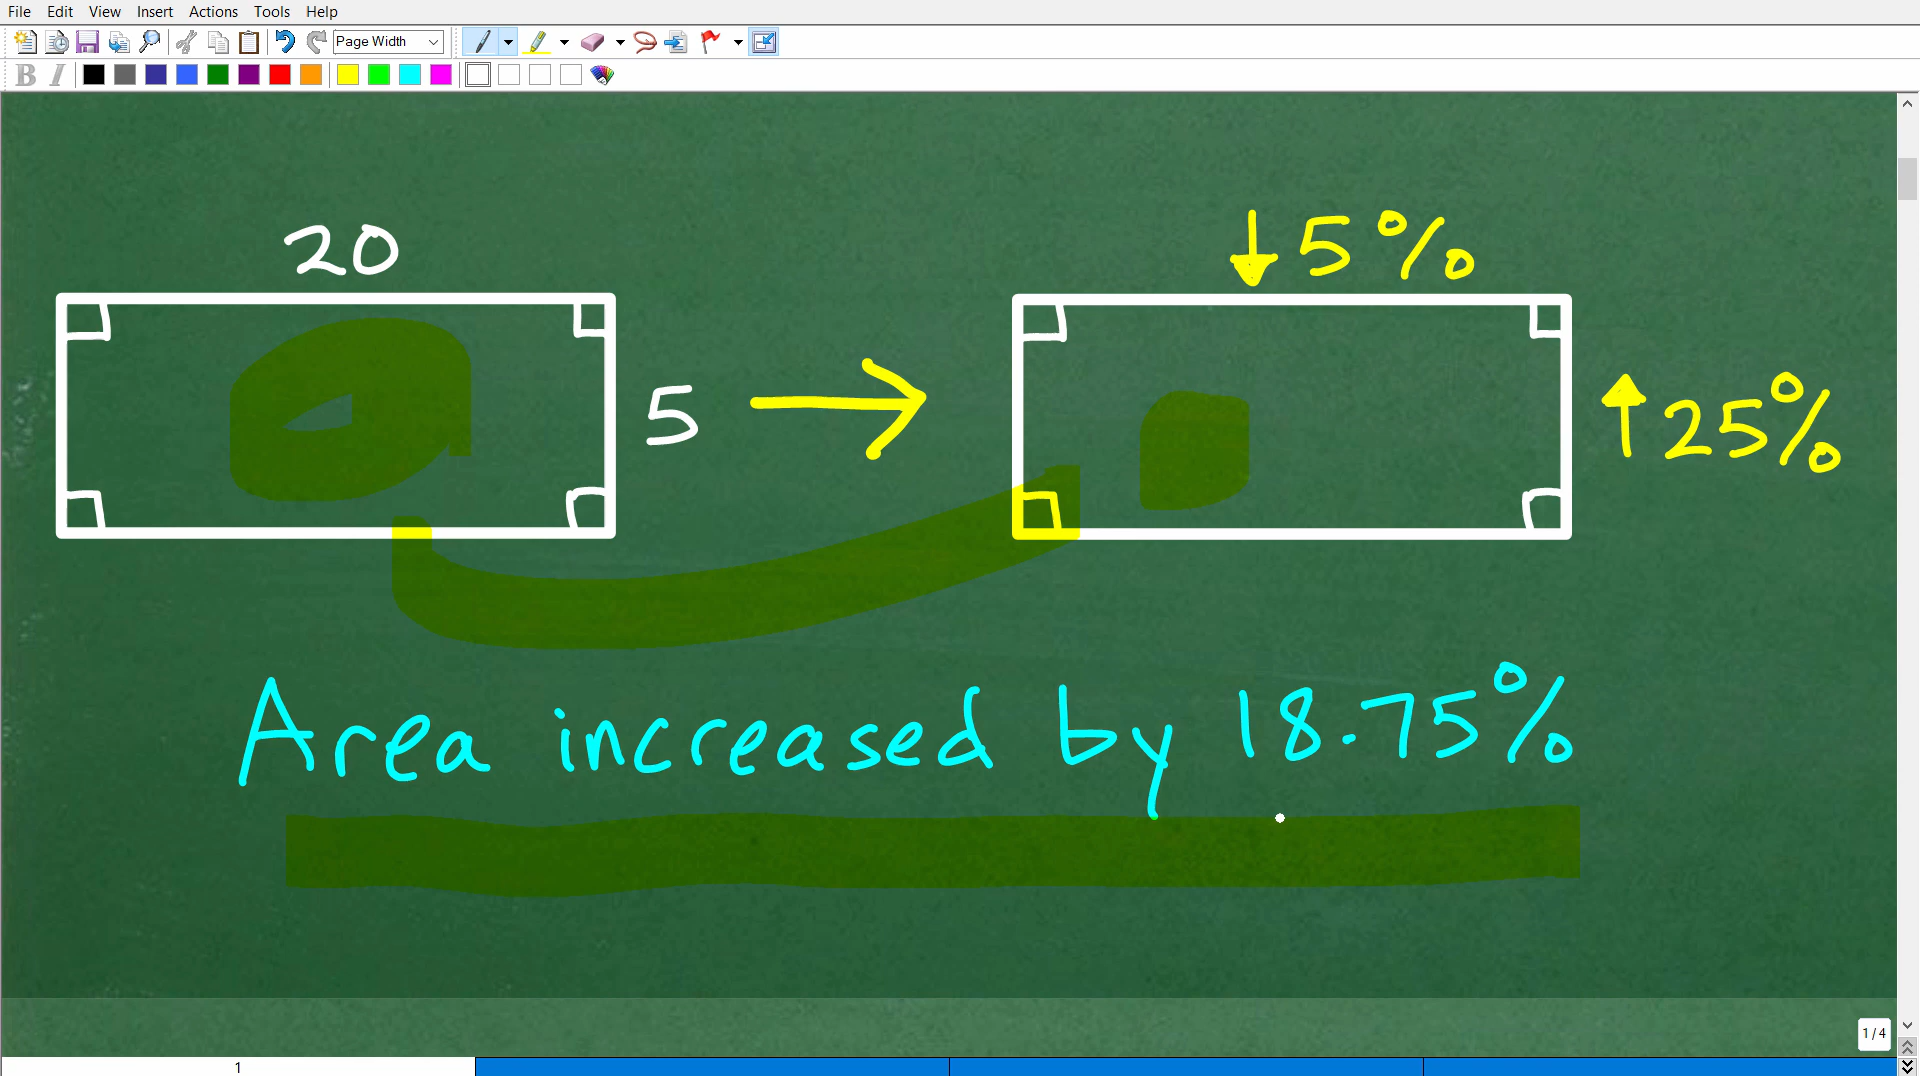 File Edit View Insert Actions Tools Help
Page Width
B I
20
↓ 5%
5 → ↑ 25%
Area increased by 18.75%
1 / 4
1